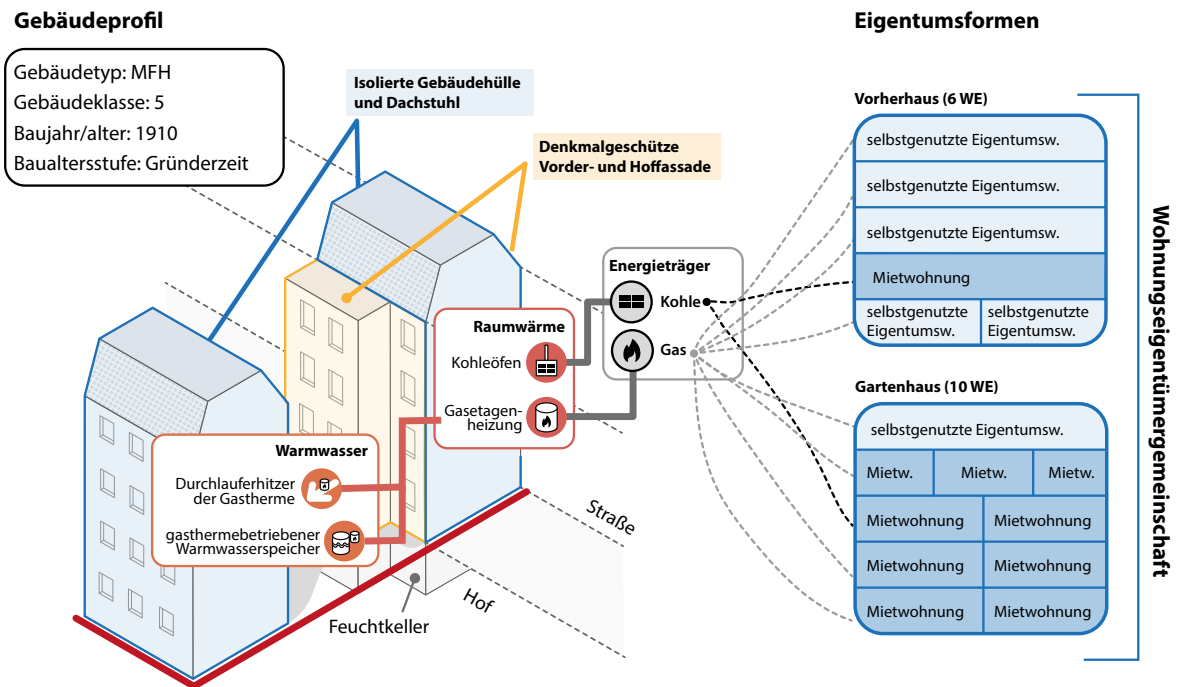 Gebäudeprofil
Gebäudetyp: MFH
Gebäudeklasse: 5
Baujahr/alter: 1910
Baualtersstufe: Gründerzeit
Isolierte Gebäudehülle
und Dachstuhl
Denkmalgeschütze
Vorder- und Hoffassade
Energieträger
Kohle
Gas
Raumwärme
Kohleöfen
Gasetagen-
heizung
Warmwasser
Durchlauferhitzer
der Gastherme
gasthermebetriebener
Warmwasserspeicher
Straße
Hof
Feuchtkeller
Eigentumsformen
Vorherhaus (6 WE)
selbstgenutzte Eigentumsw.
selbstgenutzte Eigentumsw.
selbstgenutzte Eigentumsw.
Mietwohnung
selbstgenutzte
Eigentumsw.
selbstgenutzte
Eigentumsw.
Gartenhaus (10 WE)
selbstgenutzte Eigentumsw.
Mietw.
Mietw.
Mietw.
Mietwohnung
Mietwohnung
Mietwohnung
Mietwohnung
Mietwohnung
Mietwohnung
Wohnungseigentümergemeinschaft